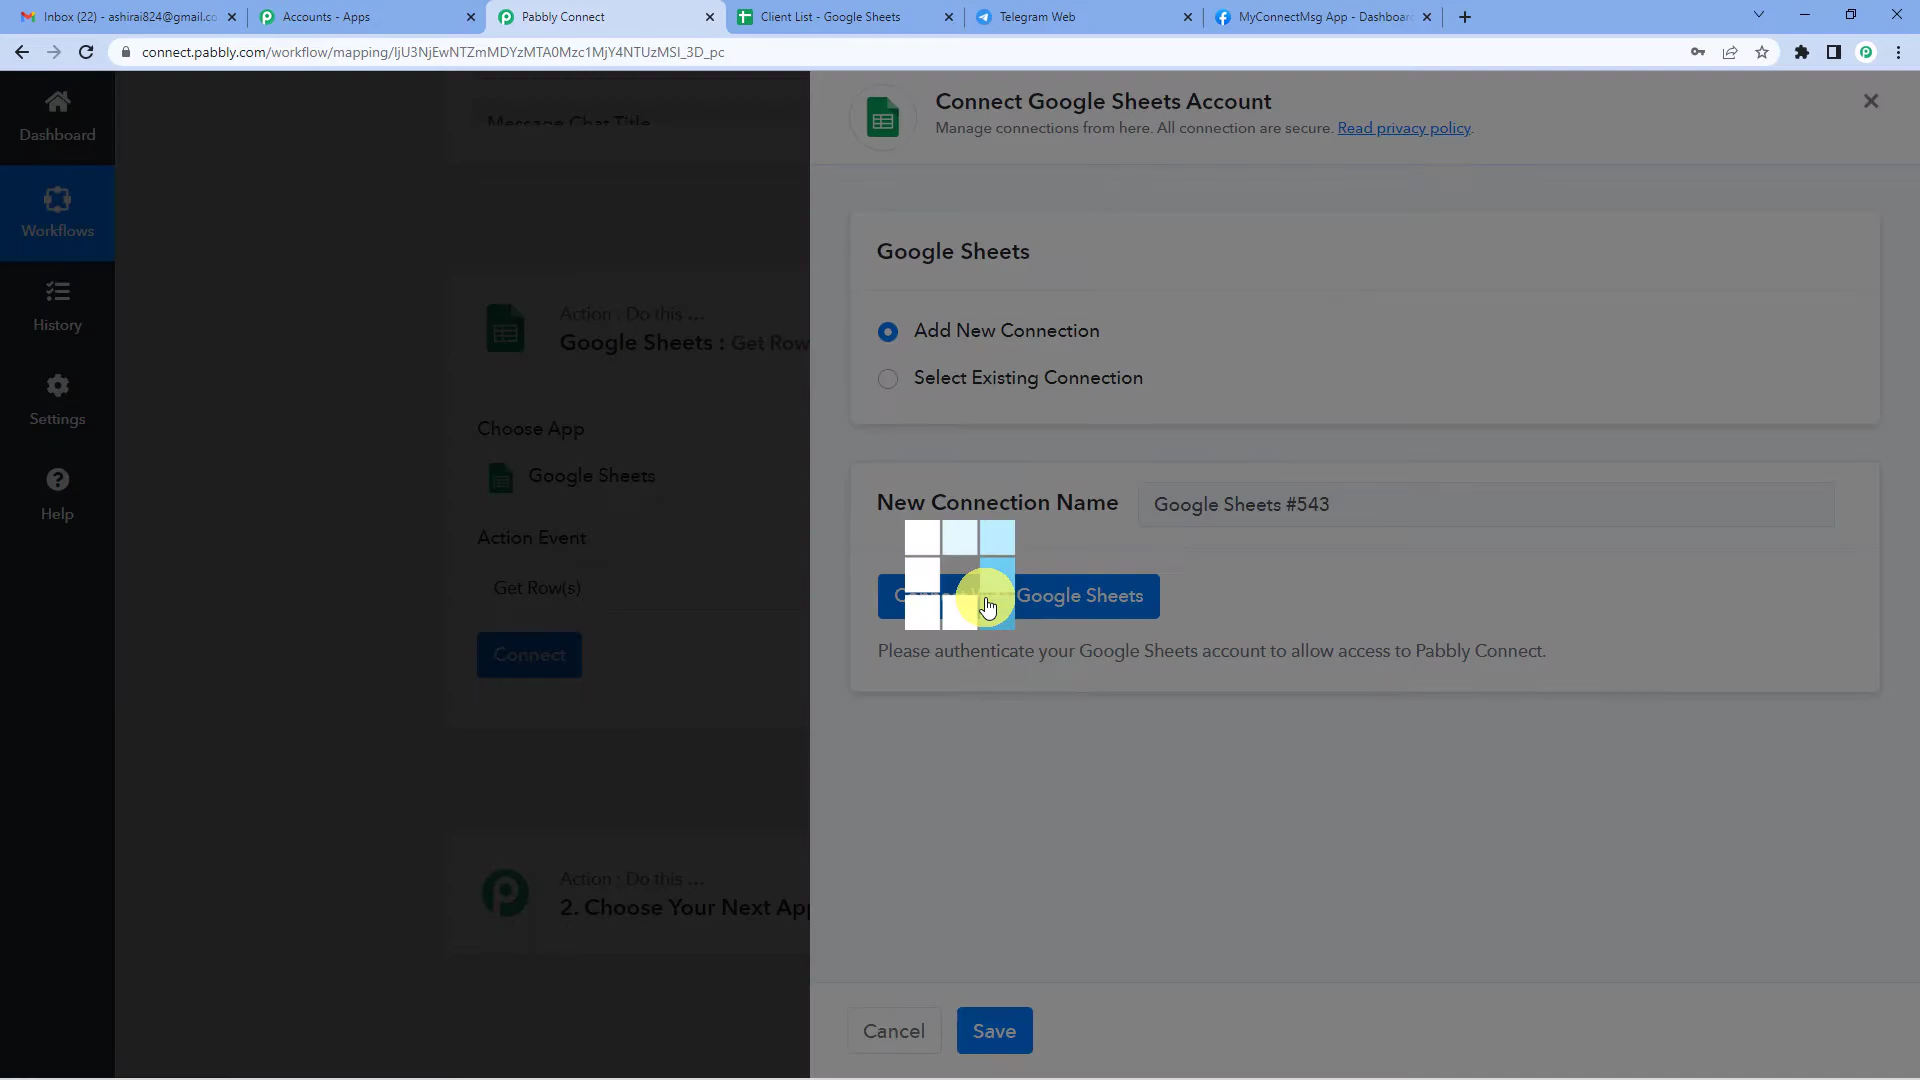 Inbox (22) - ashirai824@gmail.co
Accounts - Apps
Pabbly Connect
Client List - Google Sheets
Telegram Web
MyConnectMsg App - Dashboard
connect.pabbly.com/workflow/mapping/IjU3NjEwNTZmMDYzMTA0Mzc1MjY4NTUzMSI_3D_pc
Dashboard
Workflows
History
Settings
Help
Message Chat Title
Action : Do this ...
Google Sheets : Get Row
Choose App
Google Sheets
Action Event
Get Row(s)
Connect
Action : Do this ...
2. Choose Your Next App
Connect Google Sheets Account
Manage connections from here. All connection are secure. Read privacy policy.
Google Sheets
Add New Connection
Select Existing Connection
New Connection Name
Google Sheets #543
Google Sheets
Please authenticate your Google Sheets account to allow access to Pabbly Connect.
Cancel
Save